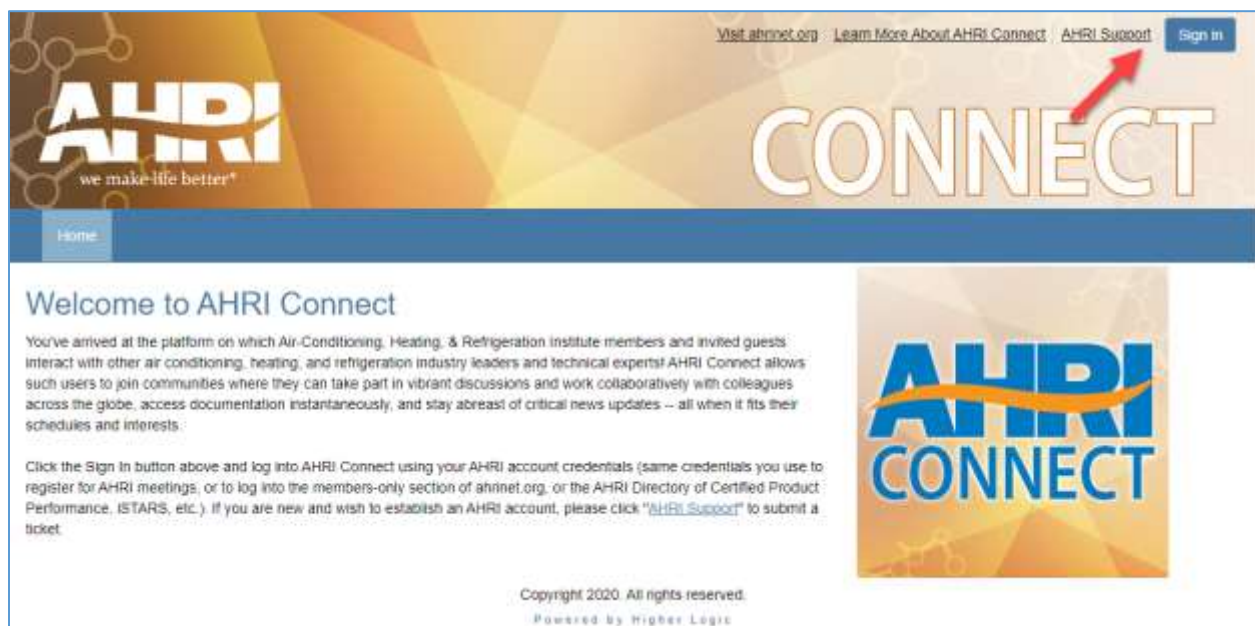 Visit ahrinet.org Learn More About AHRI Connect AHRI Support Sign in
AHRI
we make life better®
CONNECT
Home
Welcome to AHRI Connect
You've arrived at the platform on which Air-Conditioning, Heating, & Refrigeration Institute members and invited guests
interact with other air conditioning, heating, and refrigeration industry leaders and technical experts! AHRI Connect allows
such users to join communities where they can take part in vibrant discussions and work collaboratively with colleagues
across the globe, access documentation instantaneously, and stay abreast of critical news updates -- all when it fits their
schedules and interests.
Click the Sign In button above and log into AHRI Connect using your AHRI account credentials (same credentials you use to
register for AHRI meetings, or to log into the members-only section of ahrinet.org, or the AHRI Directory of Certified Product
Performance, ISTARS, etc.). If you are new and wish to establish an AHRI account, please click "AHRI Support" to submit a
ticket.
AHRI
CONNECT
Copyright 2020. All rights reserved.
Powered by Higher Logic